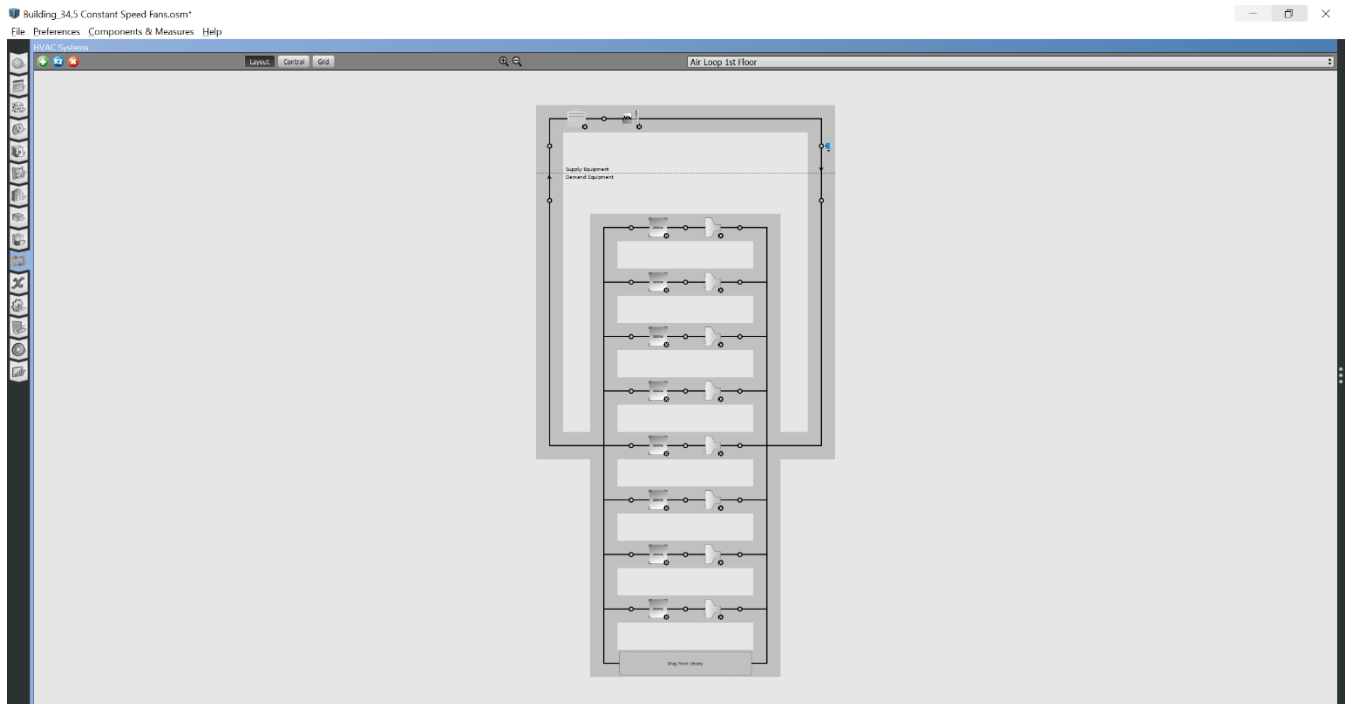 Building_34,5 Constant Speed Fans.osm*
File Preferences Components & Measures Help
HVAC Systems
x2 Layout Control Grid Air Loop 1st Floor
Supply Equipment
Demand Equipment
Drag From Library